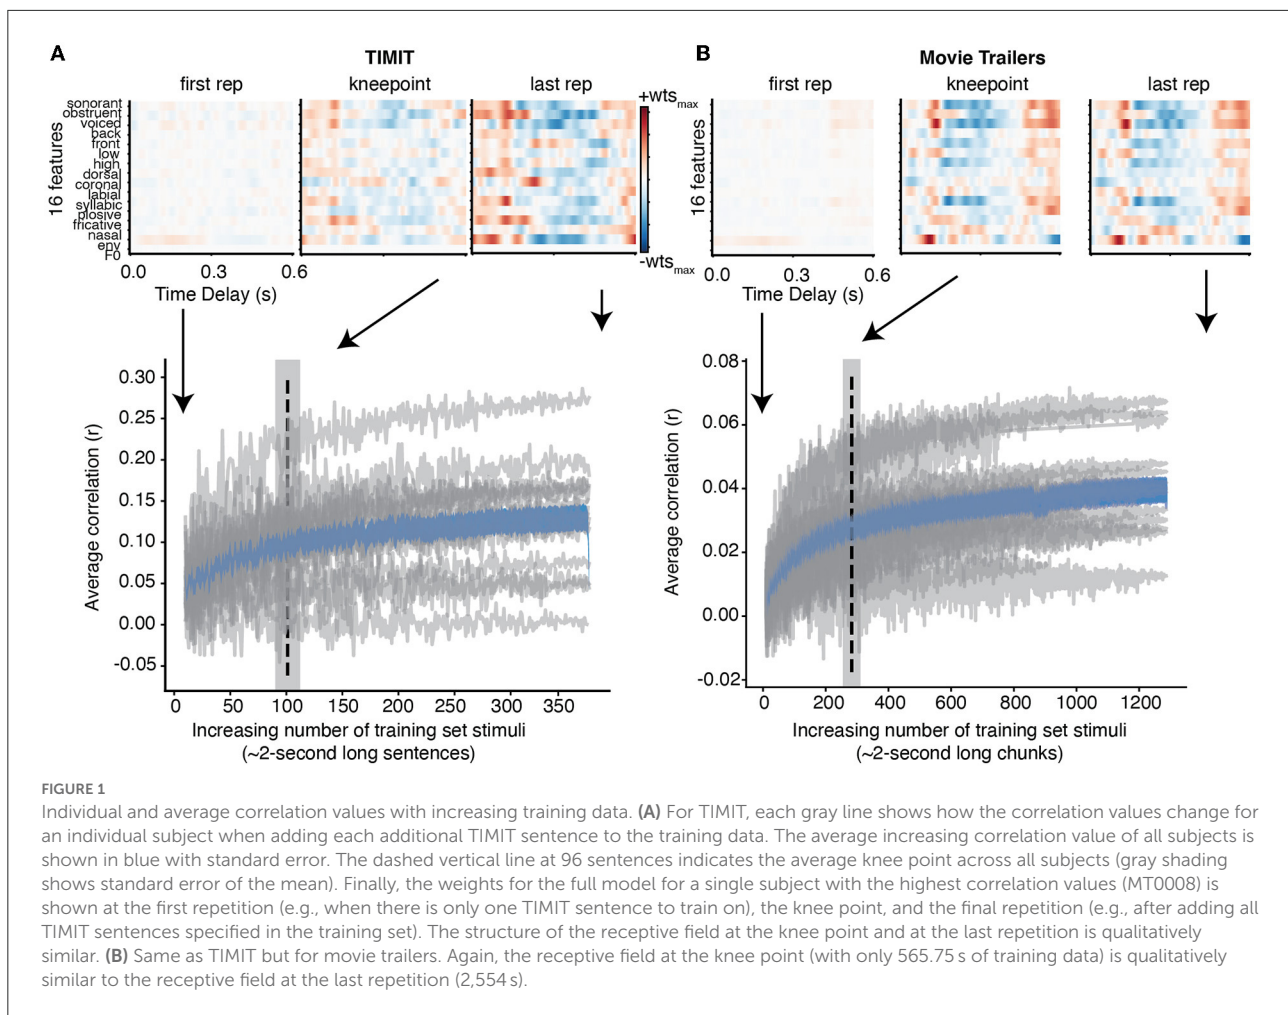 A
TIMIT
first rep
kneepoint
last rep
+wtsmax
-wtsmax
16 features
sonorant
obstruent
voiced
back
front
low
high
dorsal
coronal
labial
syllabic
plosive
fricative
nasal
env
F0
0.0
0.3
0.6
Time Delay (s)
Average correlation (r)
0.30
0.25
0.20
0.15
0.10
0.05
0.00
-0.05
0
50
100
150
200
250
300
350
Increasing number of training set stimuli
(~2-second long sentences)
B
Movie Trailers
first rep
kneepoint
last rep
16 features
0.0
0.3
0.6
Time Delay (s)
Average correlation (r)
0.08
0.06
0.04
0.02
0.00
-0.02
0
200
400
600
800
1000
1200
Increasing number of training set stimuli
(~2-second long chunks)
FIGURE 1
Individual and average correlation values with increasing training data. (A) For TIMIT, each gray line shows how the correlation values change for
an individual subject when adding each additional TIMIT sentence to the training data. The average increasing correlation value of all subjects is
shown in blue with standard error. The dashed vertical line at 96 sentences indicates the average knee point across all subjects (gray shading
shows standard error of the mean). Finally, the weights for the full model for a single subject with the highest correlation values (MT0008) is
shown at the first repetition (e.g., when there is only one TIMIT sentence to train on), the knee point, and the final repetition (e.g., after adding all
TIMIT sentences specified in the training set). The structure of the receptive field at the knee point and at the last repetition is qualitatively
similar. (B) Same as TIMIT but for movie trailers. Again, the receptive field at the knee point (with only 565.75 s of training data) is qualitatively
similar to the receptive field at the last repetition (2,554 s).